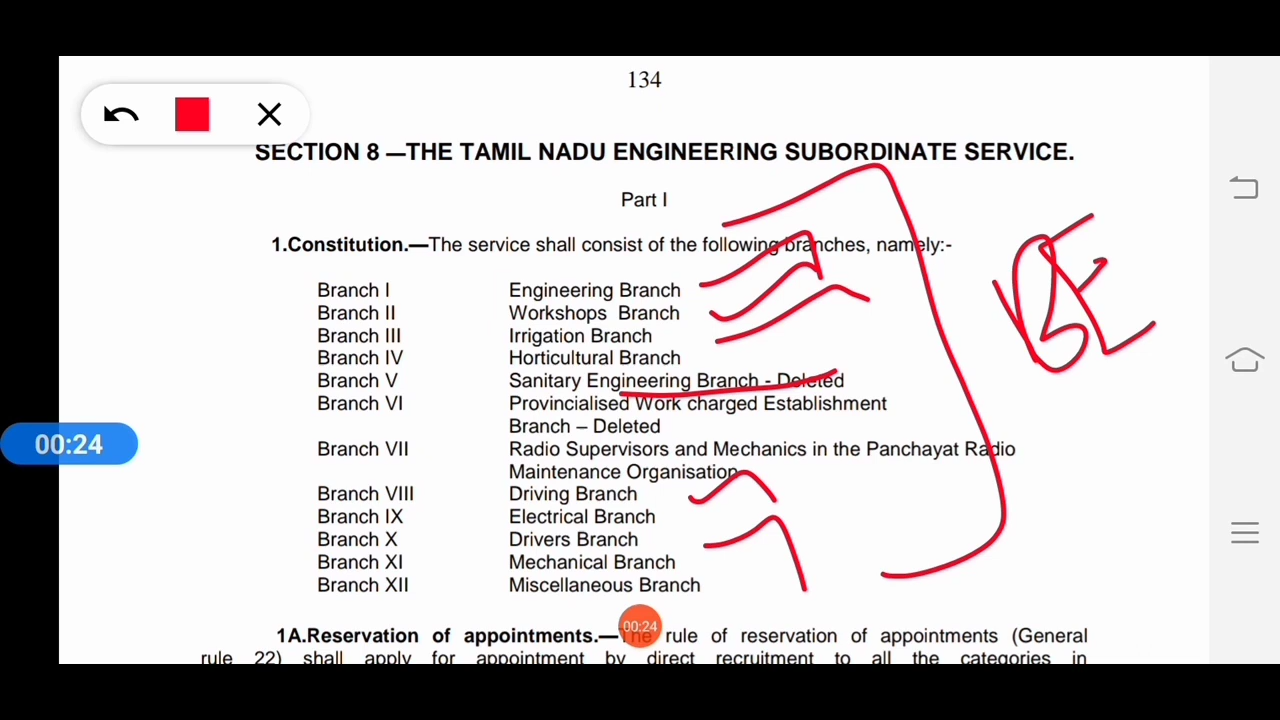 134
SECTION 8 —THE TAMIL NADU ENGINEERING SUBORDINATE SERVICE.
Part I
1.Constitution.—The service shall consist of the following branches, namely:-
Branch I Engineering Branch
Branch II Workshops Branch
Branch III Irrigation Branch
Branch IV Horticultural Branch
Branch V Sanitary Engineering Branch - Deleted
Branch VI Provincialised Work charged Establishment
Branch – Deleted
Branch VII Radio Supervisors and Mechanics in the Panchayat Radio
Maintenance Organisation
Branch VIII Driving Branch
Branch IX Electrical Branch
Branch X Drivers Branch
Branch XI Mechanical Branch
Branch XII Miscellaneous Branch
BE
00:24
00:24
1A.Reservation of appointments.—The rule of reservation of appointments (General
rule 22) shall apply for appointment by direct recruitment to all the categories in